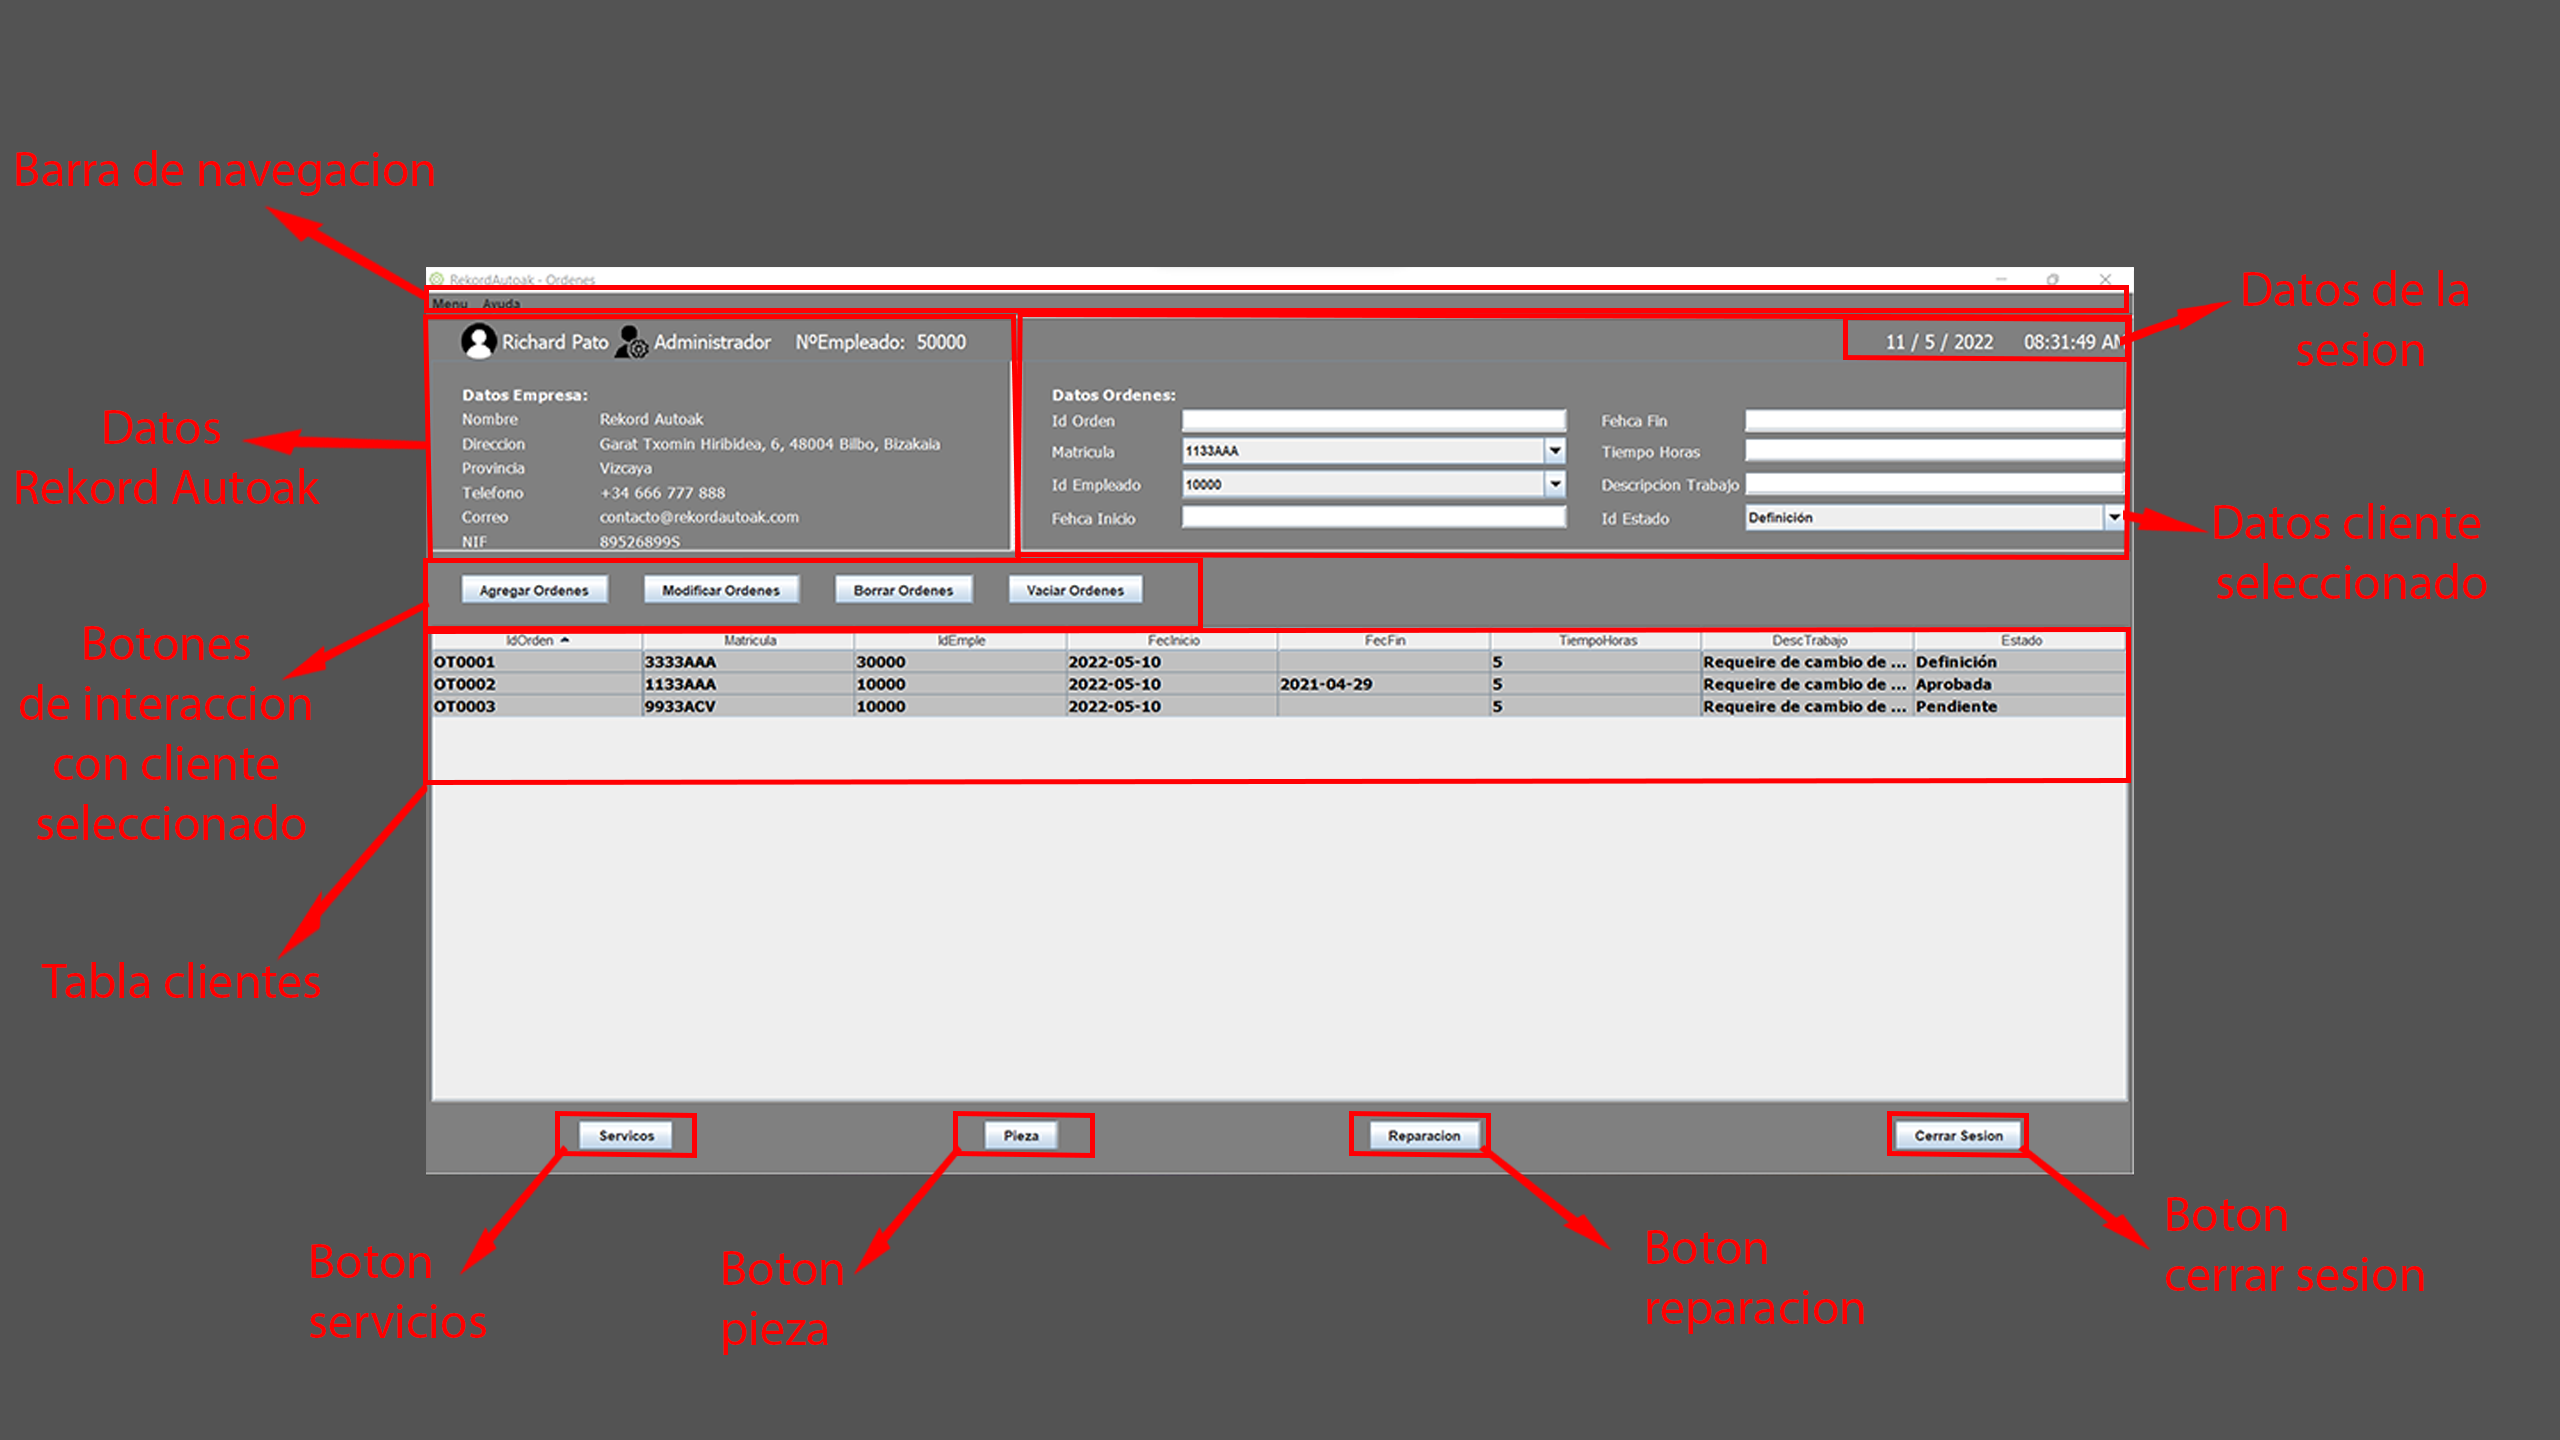 Barra de navegacion
RekordAutoak - Ordenes
Menu Ayuda
Datos de la
sesion
Richard Pato Administrador NºEmpleado: 50000
11 / 5 / 2022 08:31:49 AM
Datos
Rekord Autoak
Datos Empresa:
Nombre Rekord Autoak
Direccion Garat Txomin Hiribidea, 6, 48004 Bilbo, Bizakaia
Provincia Vizcaya
Telefono +34 666 777 888
Correo contacto@rekordautoak.com
NIF 89526899S
Datos Ordenes:
Id Orden
Matricula 1133AAA
Id Empleado 10000
Fehca Inicio
Fehca Fin
Tiempo Horas
Descripcion Trabajo
Id Estado Definición
Datos cliente
seleccionado
Agregar Ordenes Modificar Ordenes Borrar Ordenes Vaciar Ordenes
Botones
de interaccion
con cliente
seleccionado
IdOrden Matricula IdEmple FecInicio FecFin TiempoHoras DescTrabajo Estado
OT0001 3333AAA 30000 2022-05-10 5 Requeire de cambio de ... Definición
OT0002 1133AAA 10000 2022-05-10 2021-04-29 5 Requeire de cambio de ... Aprobada
OT0003 9933ACV 10000 2022-05-10 5 Requeire de cambio de ... Pendiente
Tabla clientes
Servicos Pieza Reparacion Cerrar Sesion
Boton
servicios
Boton
pieza
Boton
reparacion
Boton
cerrar sesion